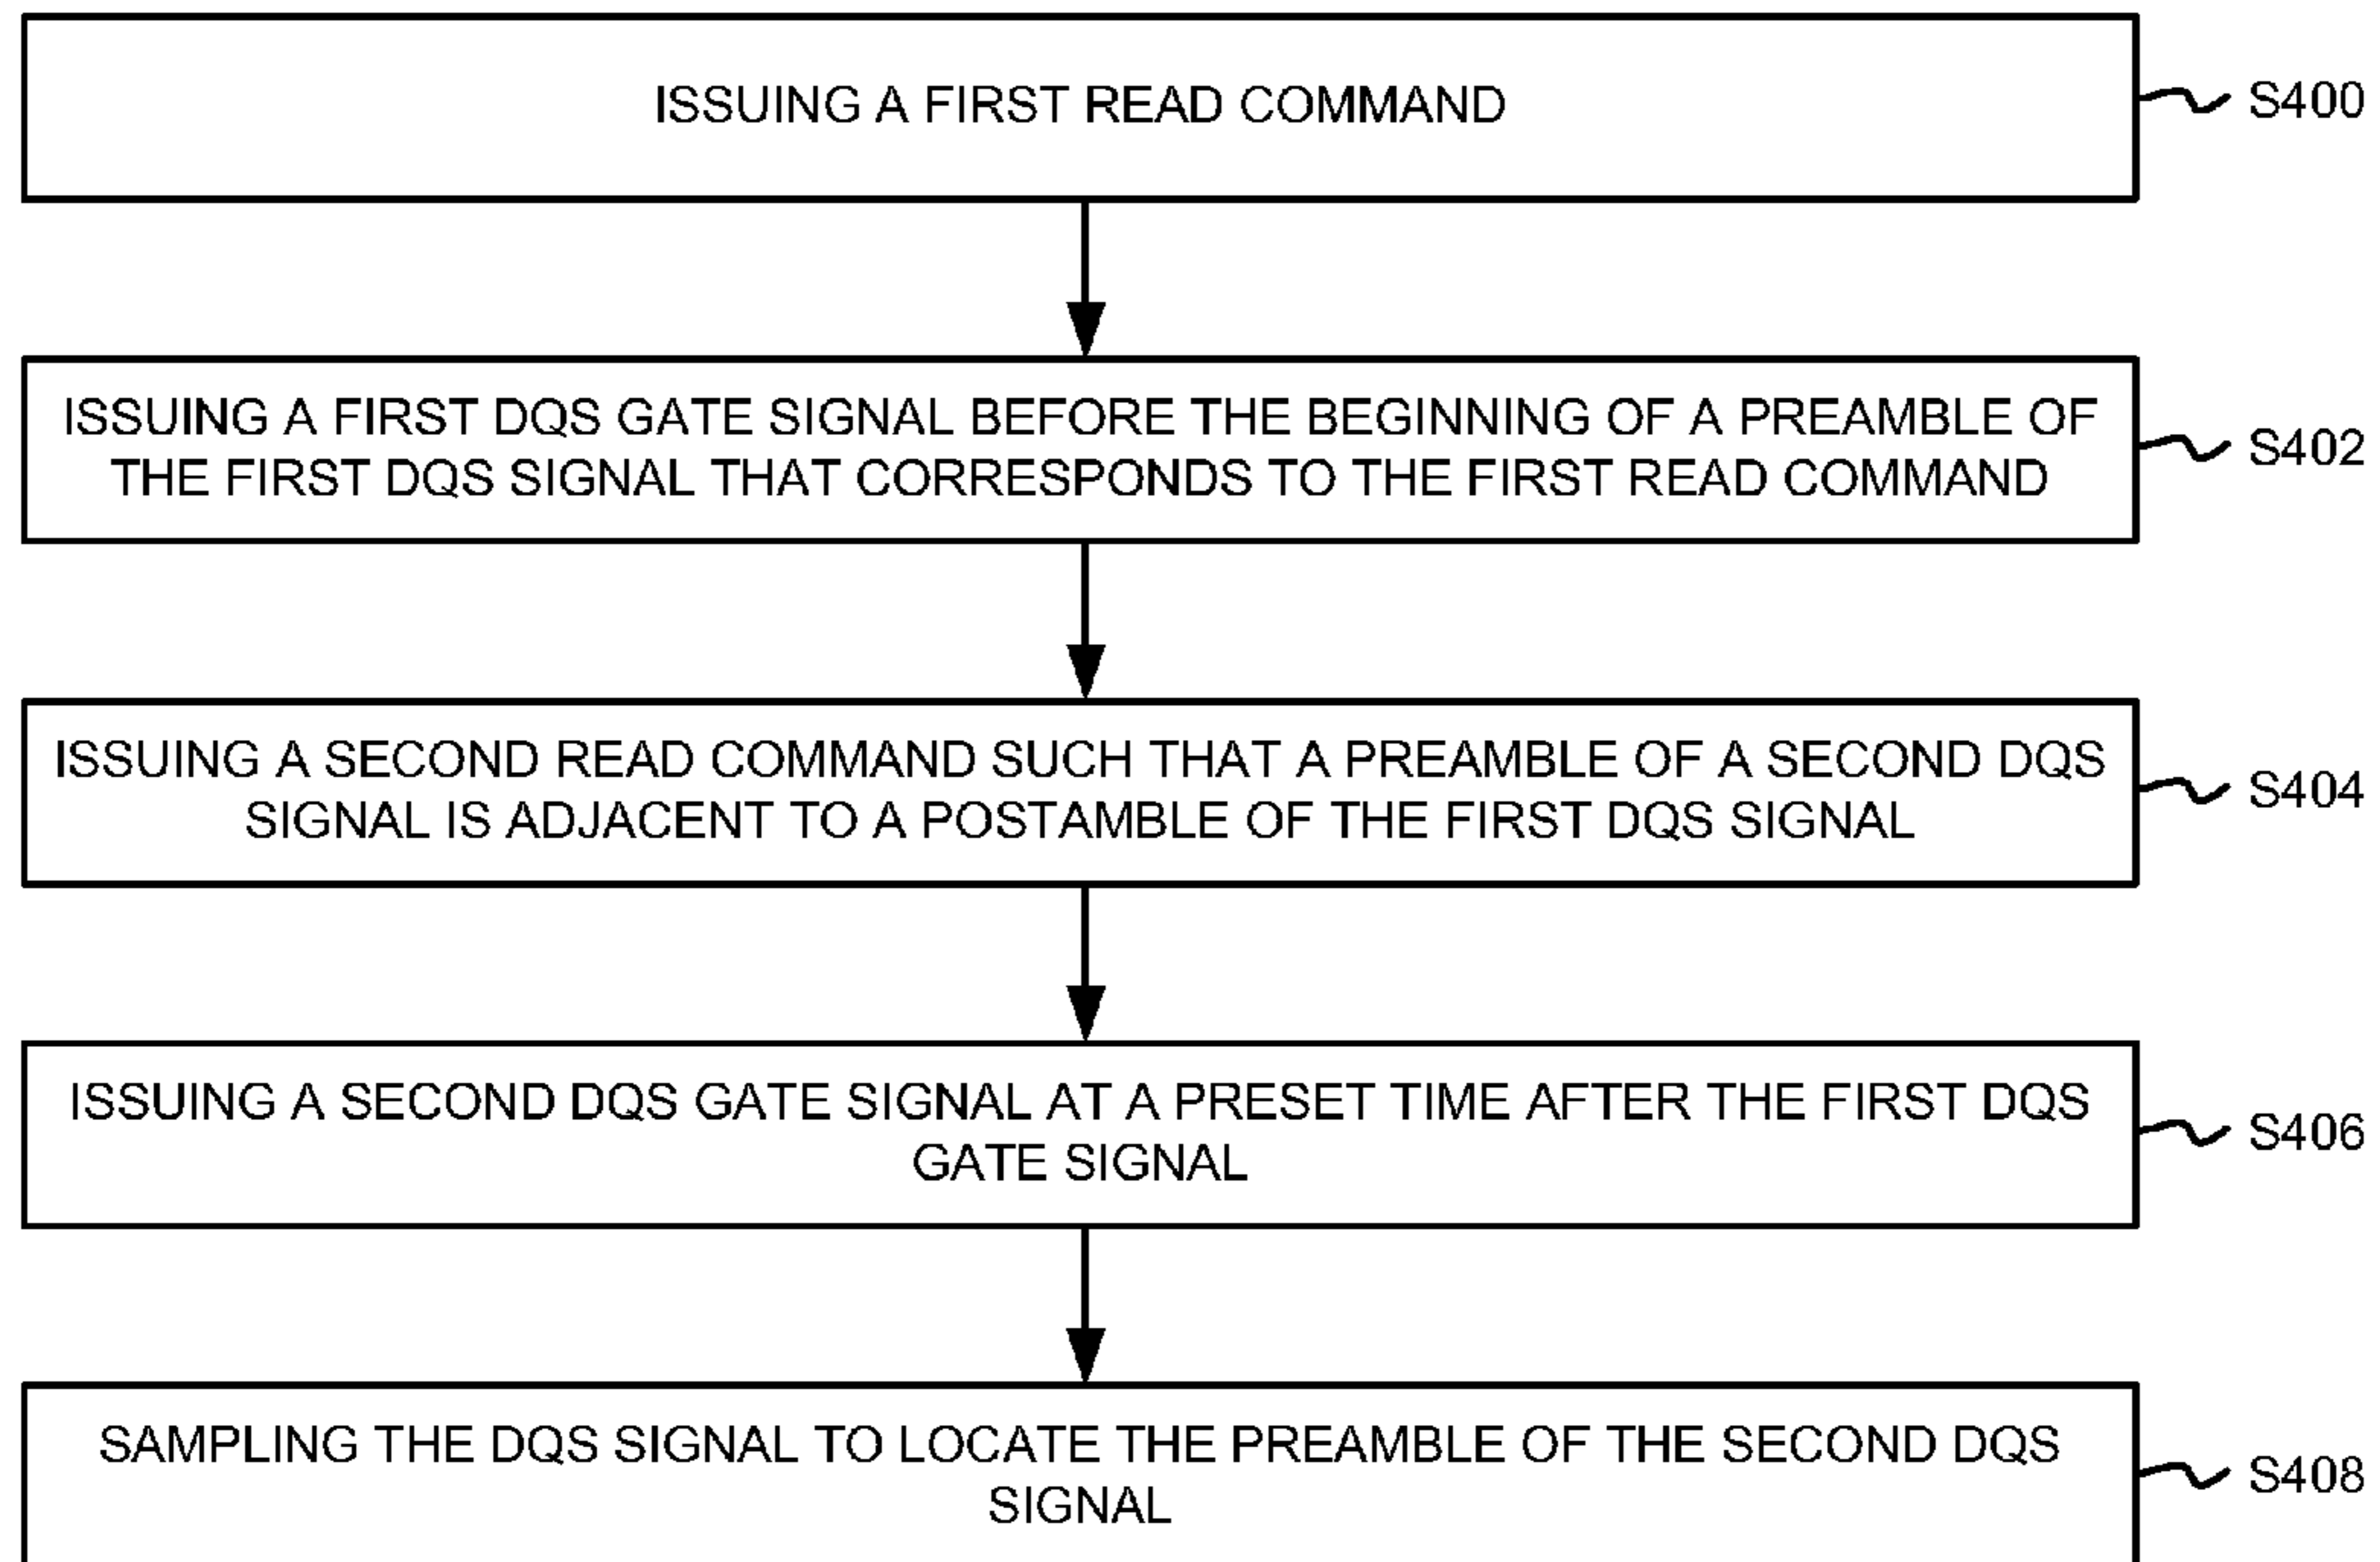 ISSUING A FIRST READ COMMAND
S400
ISSUING A FIRST DQS GATE SIGNAL BEFORE THE BEGINNING OF A PREAMBLE OF
THE FIRST DQS SIGNAL THAT CORRESPONDS TO THE FIRST READ COMMAND
S402
ISSUING A SECOND READ COMMAND SUCH THAT A PREAMBLE OF A SECOND DQS
SIGNAL IS ADJACENT TO A POSTAMBLE OF THE FIRST DQS SIGNAL
S404
ISSUING A SECOND DQS GATE SIGNAL AT A PRESET TIME AFTER THE FIRST DQS
GATE SIGNAL
S406
SAMPLING THE DQS SIGNAL TO LOCATE THE PREAMBLE OF THE SECOND DQS
SIGNAL
S408